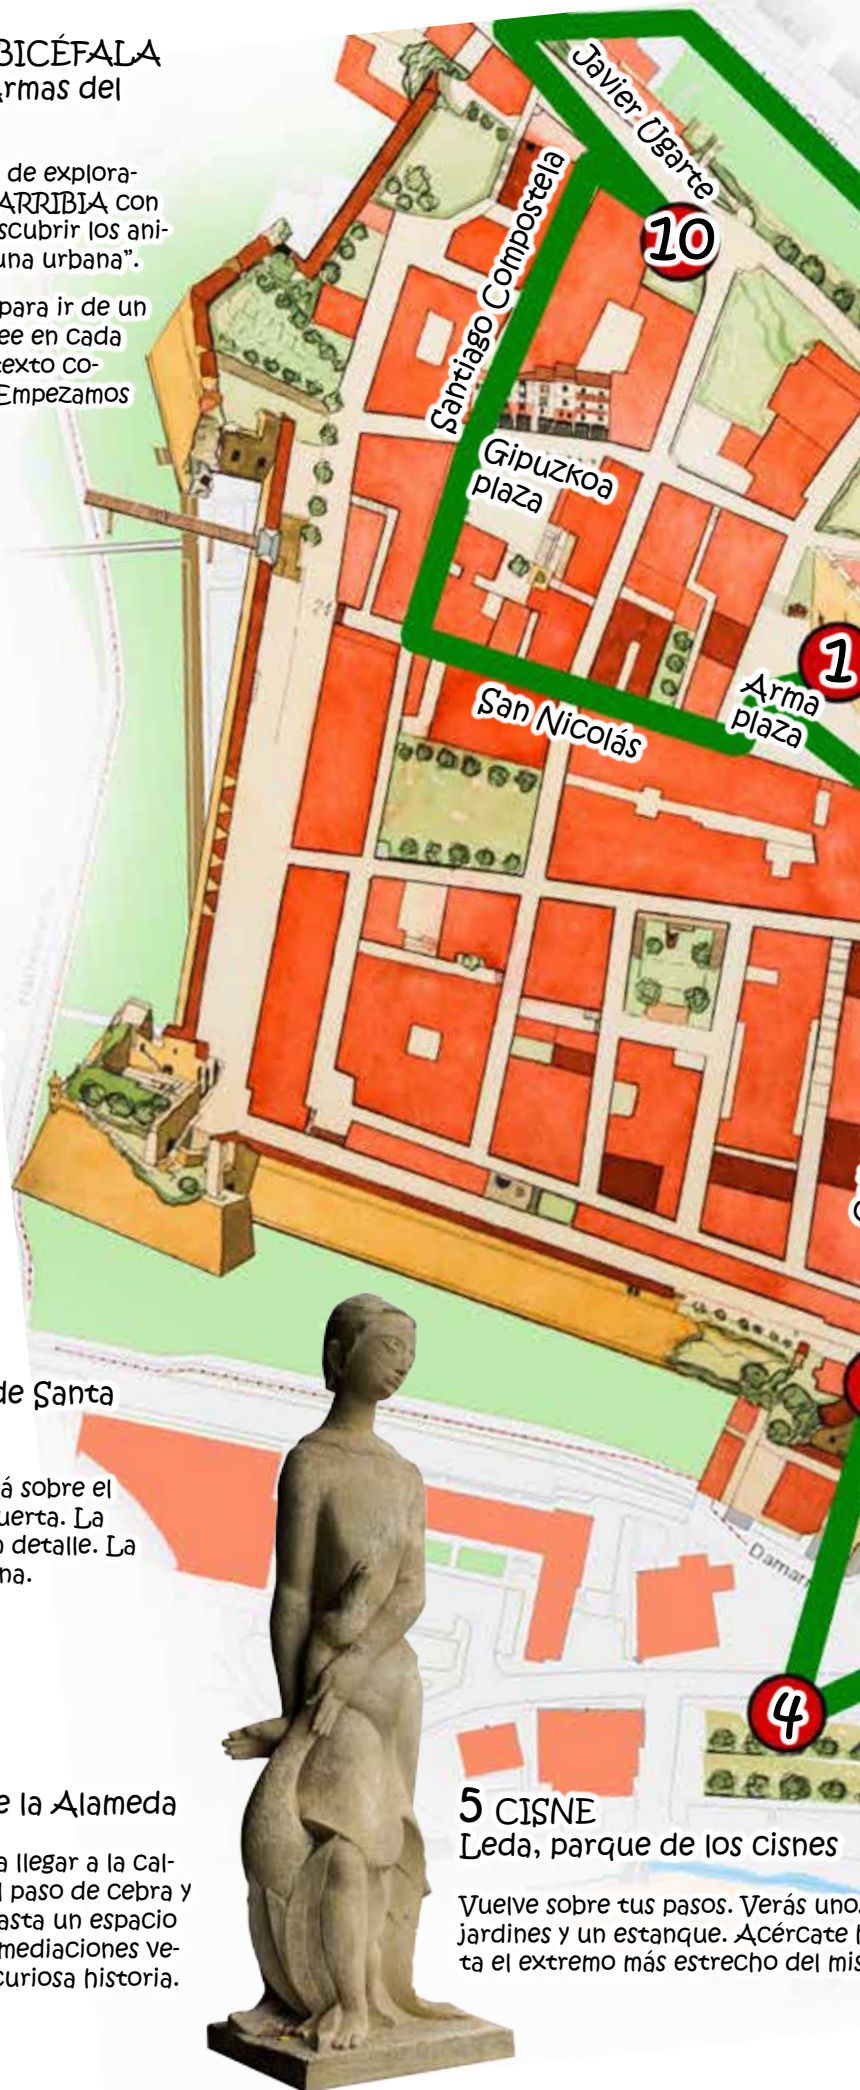 BICÉFALA
Armas del
de explora-
ARRIBIA con
scubrir los ani-
una urbana”.
para ir de un
ee en cada
texto co-
Empezamos
Javier Ugarte
10
Santiago Compostela
Gipuzkoa
plaza
1
Arma
plaza
San Nicolás
de Santa
á sobre el
uerta. La
n detalle. La
na.
4
e la Alameda
a llegar a la cal-
l paso de cebra y
asta un espacio
mediaciones ve-
curiosa historia.
5 CISNE
Leda, parque de los cisnes
Vuelve sobre tus pasos. Verás unos
jardines y un estanque. Acércate h
ta el extremo más estrecho del mis